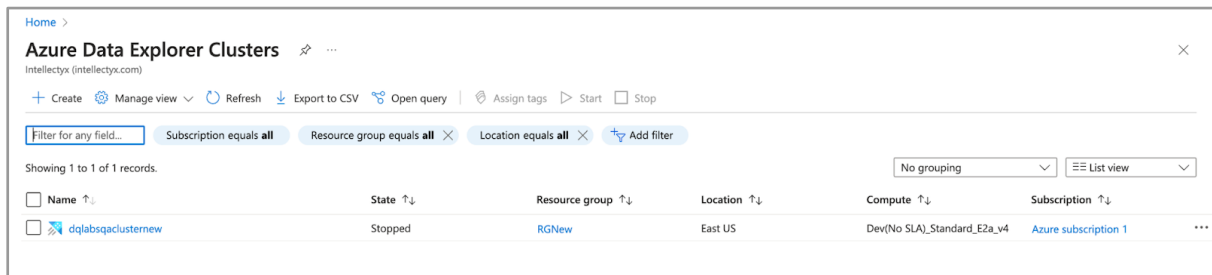 Home >
Azure Data Explorer Clusters ...
Intellectyx (intellectyx.com)
+ Create Manage view Refresh Export to CSV Open query Assign tags Start Stop
Filter for any field... Subscription equals all Resource group equals all Location equals all Add filter
Showing 1 to 1 of 1 records. No grouping List view
Name ↑↓ State ↑↓ Resource group ↑↓ Location ↑↓ Compute ↑↓ Subscription ↑↓
dqlabsqaclusternew Stopped RGNew East US Dev(No SLA)_Standard_E2a_v4 Azure subscription 1 ...